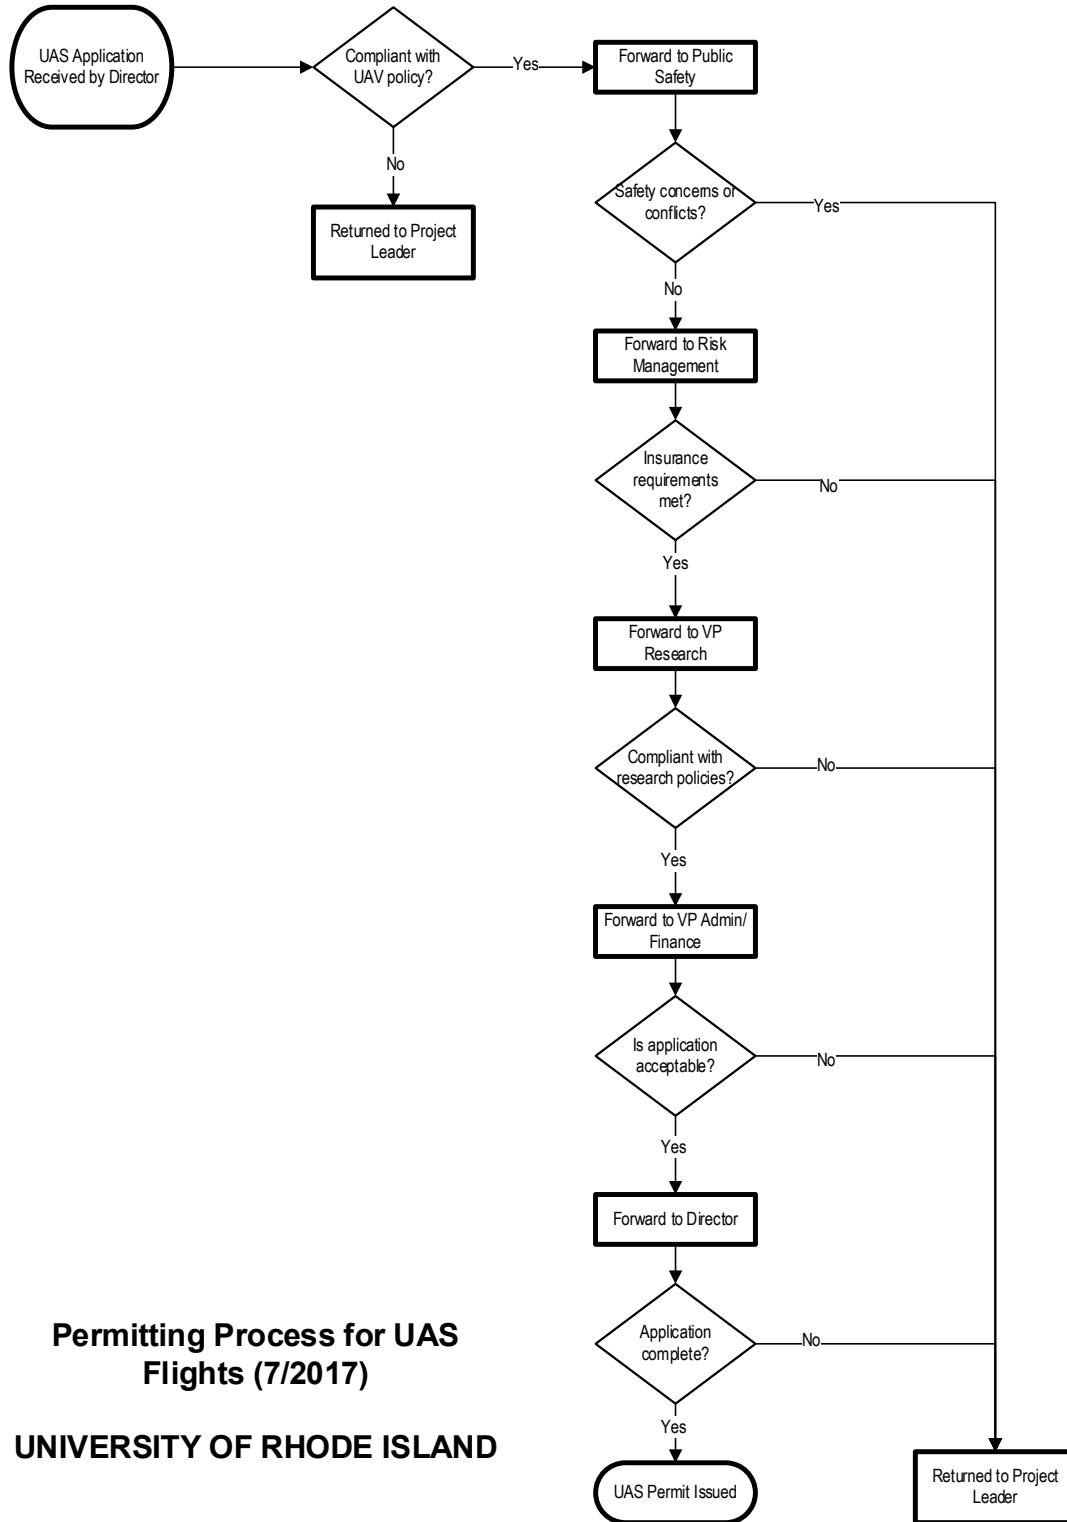 UAS Application
Received by Director
Compliant with
UAV policy?
Yes
Forward to Public
Safety
No
Returned to Project
Leader
Safety concerns or
conflicts?
Yes
No
Forward to Risk
Management
Insurance
requirements
met?
No
Yes
Forward to VP
Research
Compliant with
research policies?
No
Yes
Forward to VP Admin/
Finance
Is application
acceptable?
No
Yes
Forward to Director
Application
complete?
No
Yes
UAS Permit Issued
Returned to Project
Leader
Permitting Process for UAS
Flights (7/2017)
UNIVERSITY OF RHODE ISLAND